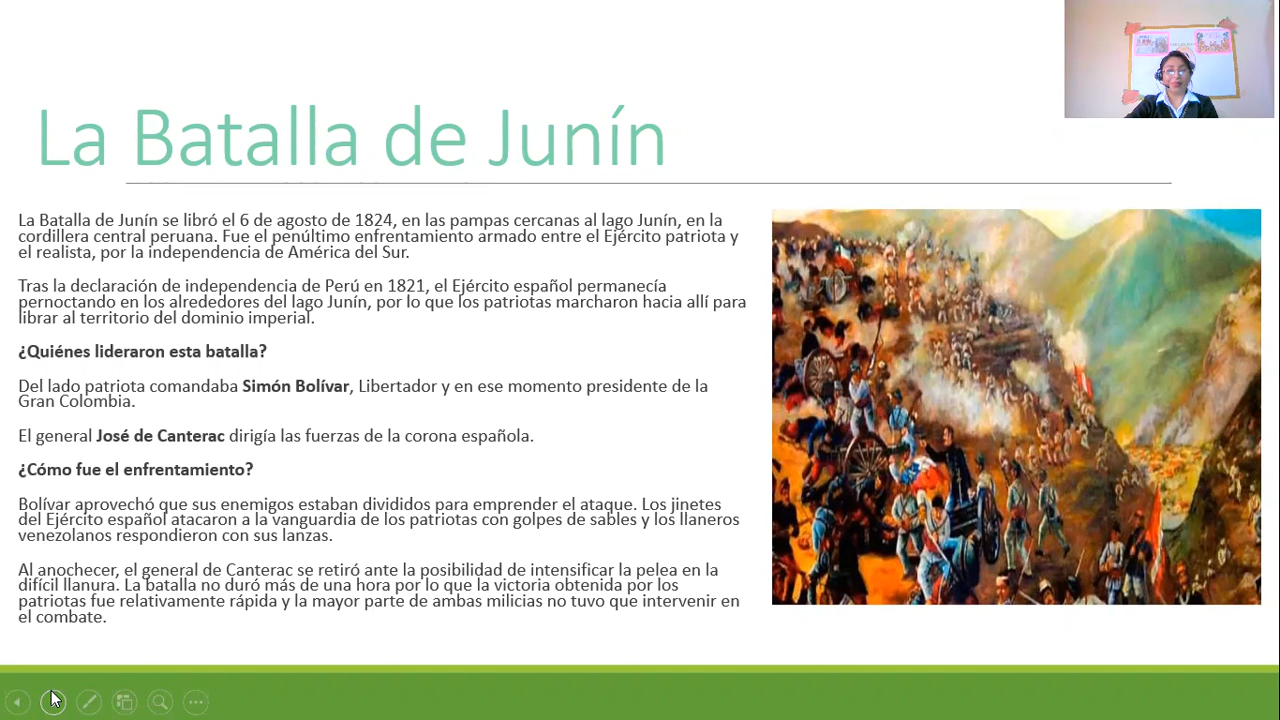 La Batalla de Junín
La Batalla de Junín se libró el 6 de agosto de 1824, en las pampas cercanas al lago Junín, en la
cordillera central peruana. Fue el penúltimo enfrentamiento armado entre el Ejército patriota y
el realista, por la independencia de América del Sur.
Tras la declaración de independencia de Perú en 1821, el Ejército español permanecía
pernoctando en los alrededores del lago Junín, por lo que los patriotas marcharon hacia allí para
librar al territorio del dominio imperial.
¿Quiénes lideraron esta batalla?
Del lado patriota comandaba Simón Bolívar, Libertador y en ese momento presidente de la
Gran Colombia.
El general José de Canterac dirigía las fuerzas de la corona española.
¿Cómo fue el enfrentamiento?
Bolívar aprovechó que sus enemigos estaban divididos para emprender el ataque. Los jinetes
del Ejército español atacaron a la vanguardia de los patriotas con golpes de sables y los llaneros
venezolanos respondieron con sus lanzas.
Al anochecer, el general de Canterac se retiró ante la posibilidad de intensificar la pelea en la
difícil llanura. La batalla no duró más de una hora por lo que la victoria obtenida por los
patriotas fue relativamente rápida y la mayor parte de ambas milicias no tuvo que intervenir en
el combate.